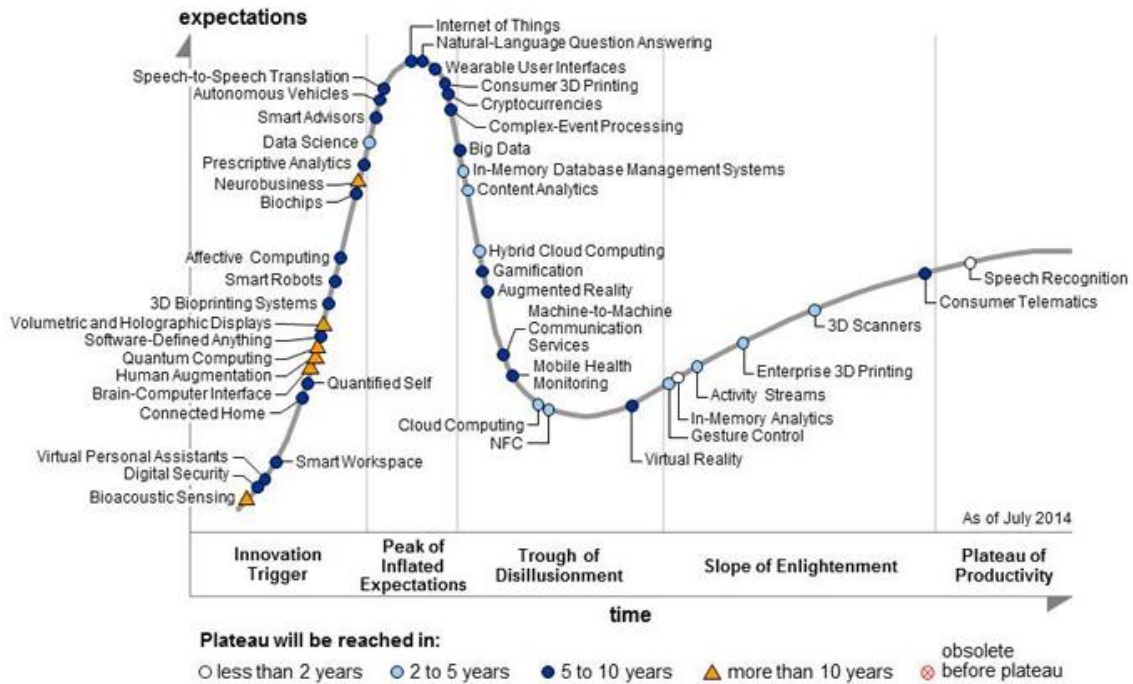 expectations
Internet of Things
Natural-Language Question Answering
Wearable User Interfaces
Speech-to-Speech Translation
Consumer 3D Printing
Autonomous Vehicles
Cryptocurrencies
Smart Advisors
Complex-Event Processing
Data Science
Big Data
Prescriptive Analytics
In-Memory Database Management Systems
Neurobusiness
Content Analytics
Biochips
Hybrid Cloud Computing
Affective Computing
Gamification
Speech Recognition
Smart Robots
Augmented Reality
Consumer Telematics
3D Bioprinting Systems
Machine-to-Machine
Communication
Services
Volumetric and Holographic Displays
3D Scanners
Software-Defined Anything
Quantum Computing
Mobile Health
Monitoring
Enterprise 3D Printing
Human Augmentation
Quantified Self
Brain-Computer Interface
Activity Streams
Connected Home
In-Memory Analytics
Cloud Computing
Gesture Control
NFC
Virtual Reality
Virtual Personal Assistants
Smart Workspace
Digital Security
Bioacoustic Sensing
As of July 2014
Innovation
Trigger
Peak of
Inflated
Expectations
Trough of
Disillusionment
Slope of Enlightenment
Plateau of
Productivity
time
Plateau will be reached in:
less than 2 years
2 to 5 years
5 to 10 years
more than 10 years
obsolete
before plateau